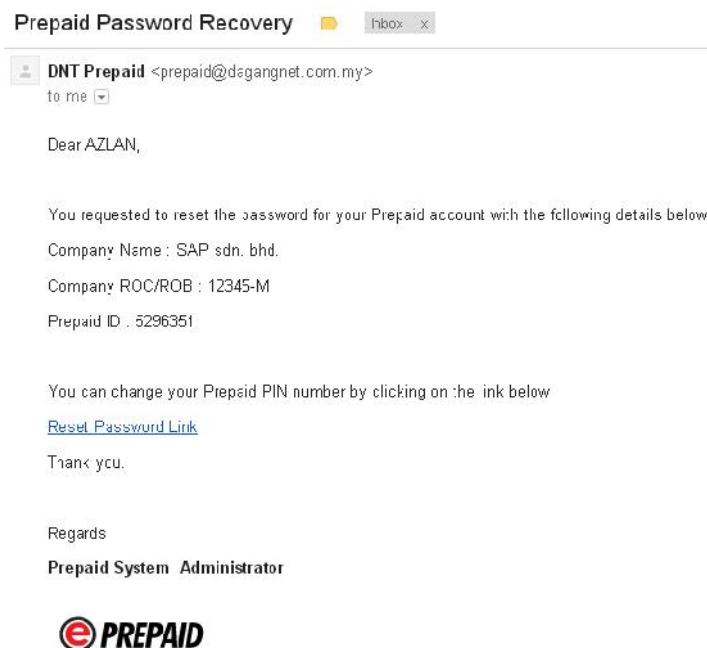 Prepaid Password Recovery
Inbox x
DNT Prepaid <prepaid@dagangnet.com.my>
to me
Dear AZLAN,
You requested to reset the password for your Prepaid account with the following details below
Company Name : SAP sdn. bhd.
Company ROC/ROB : 12345-M
Prepaid ID : 5296351
You can change your Prepaid PIN number by clicking on the link below
Reset Password Link
Thank you.
Regards
Prepaid System Administrator
e PREPAID